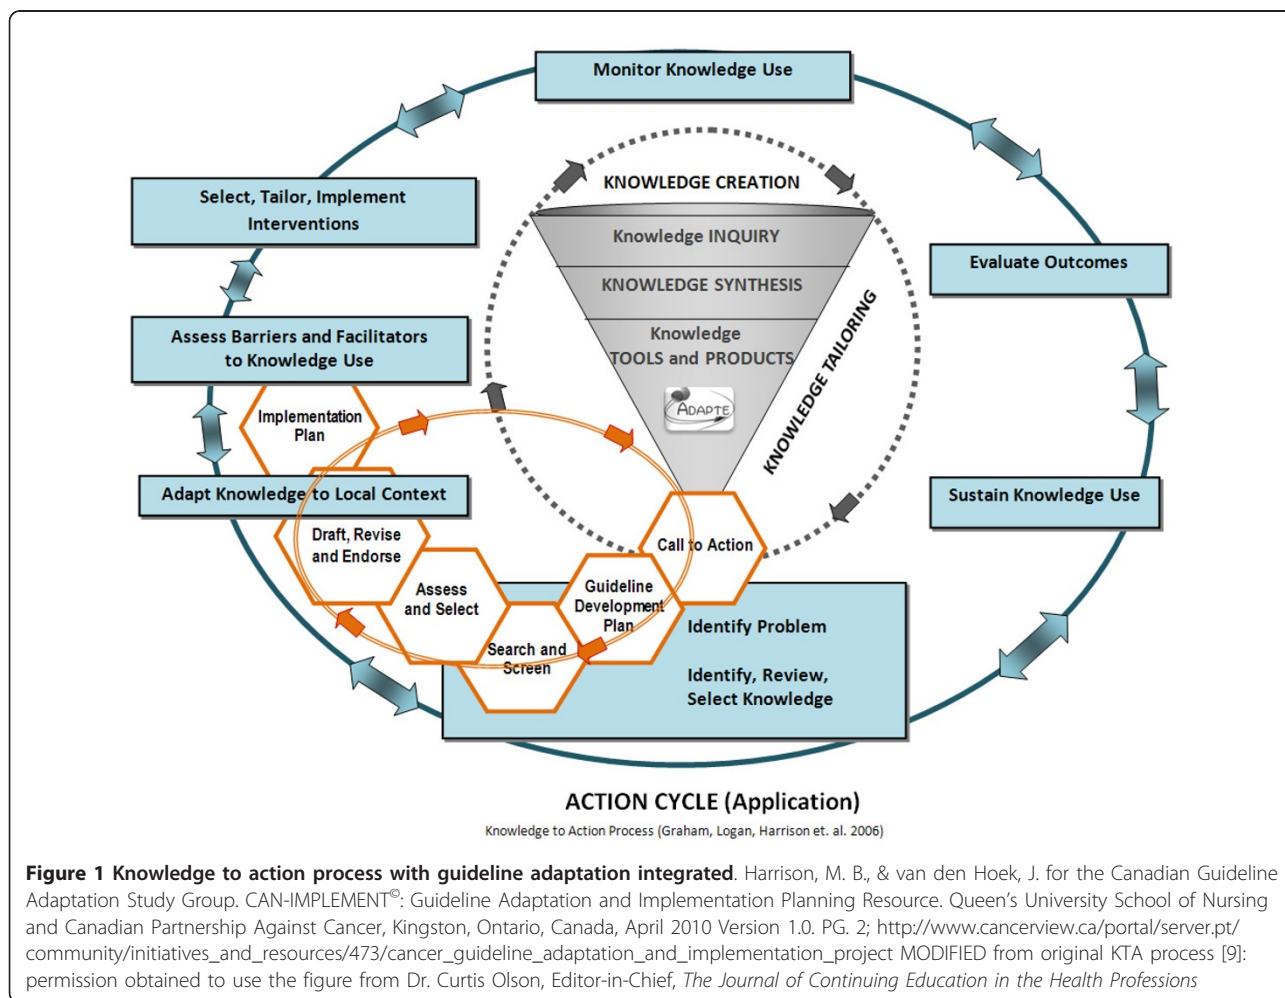 Monitor Knowledge Use
Select, Tailor, Implement
Interventions
KNOWLEDGE CREATION
Knowledge INQUIRY
KNOWLEDGE SYNTHESIS
Knowledge
TOOLS and PRODUCTS
ADAPTE
KNOWLEDGE TAILORING
Evaluate Outcomes
Assess Barriers and Facilitators
to Knowledge Use
Implementation
Plan
Adapt Knowledge to Local Context
Sustain Knowledge Use
Draft, Revise
and Endorse
Call to Action
Assess
and Select
Guideline
Development
Plan
Search and
Screen
Identify Problem
Identify, Review,
Select Knowledge
ACTION CYCLE (Application)
Knowledge to Action Process (Graham, Logan, Harrison et. al. 2006)
Figure 1 Knowledge to action process with guideline adaptation integrated. Harrison, M. B., & van den Hoek, J. for the Canadian Guideline
Adaptation Study Group. CAN-IMPLEMENT©: Guideline Adaptation and Implementation Planning Resource. Queen's University School of Nursing
and Canadian Partnership Against Cancer, Kingston, Ontario, Canada, April 2010 Version 1.0. PG. 2; http://www.cancerview.ca/portal/server.pt/
community/initiatives_and_resources/473/cancer_guideline_adaptation_and_implementation_project MODIFIED from original KTA process [9]:
permission obtained to use the figure from Dr. Curtis Olson, Editor-in-Chief, The Journal of Continuing Education in the Health Professions